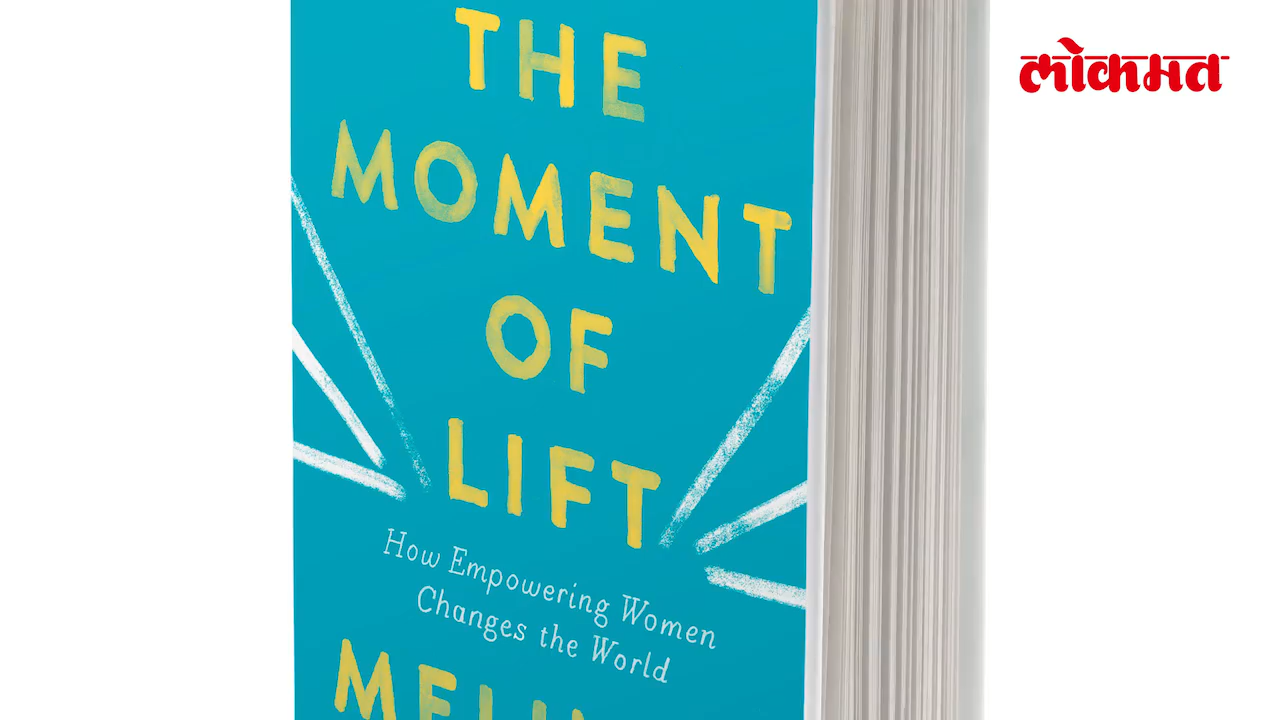 THE
MOMENT
OF
LIFT
How Empowering Women
Changes the World
लोकमत